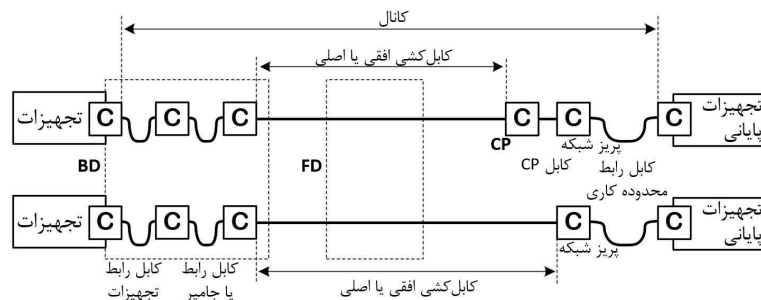 کانال
کابل‌کشی افقی یا اصلی
تجهیزات
C
C
C
C
C
C
تجهیزات
پایانی
BD
FD
CP
کابل CP
پریز شبکه
کابل رابط
محدوده کاری
تجهیزات
C
C
C
C
C
تجهیزات
پایانی
پریز شبکه
کابل رابط
تجهیزات
کابل رابط
یا جامپر
کابل‌کشی افقی یا اصلی